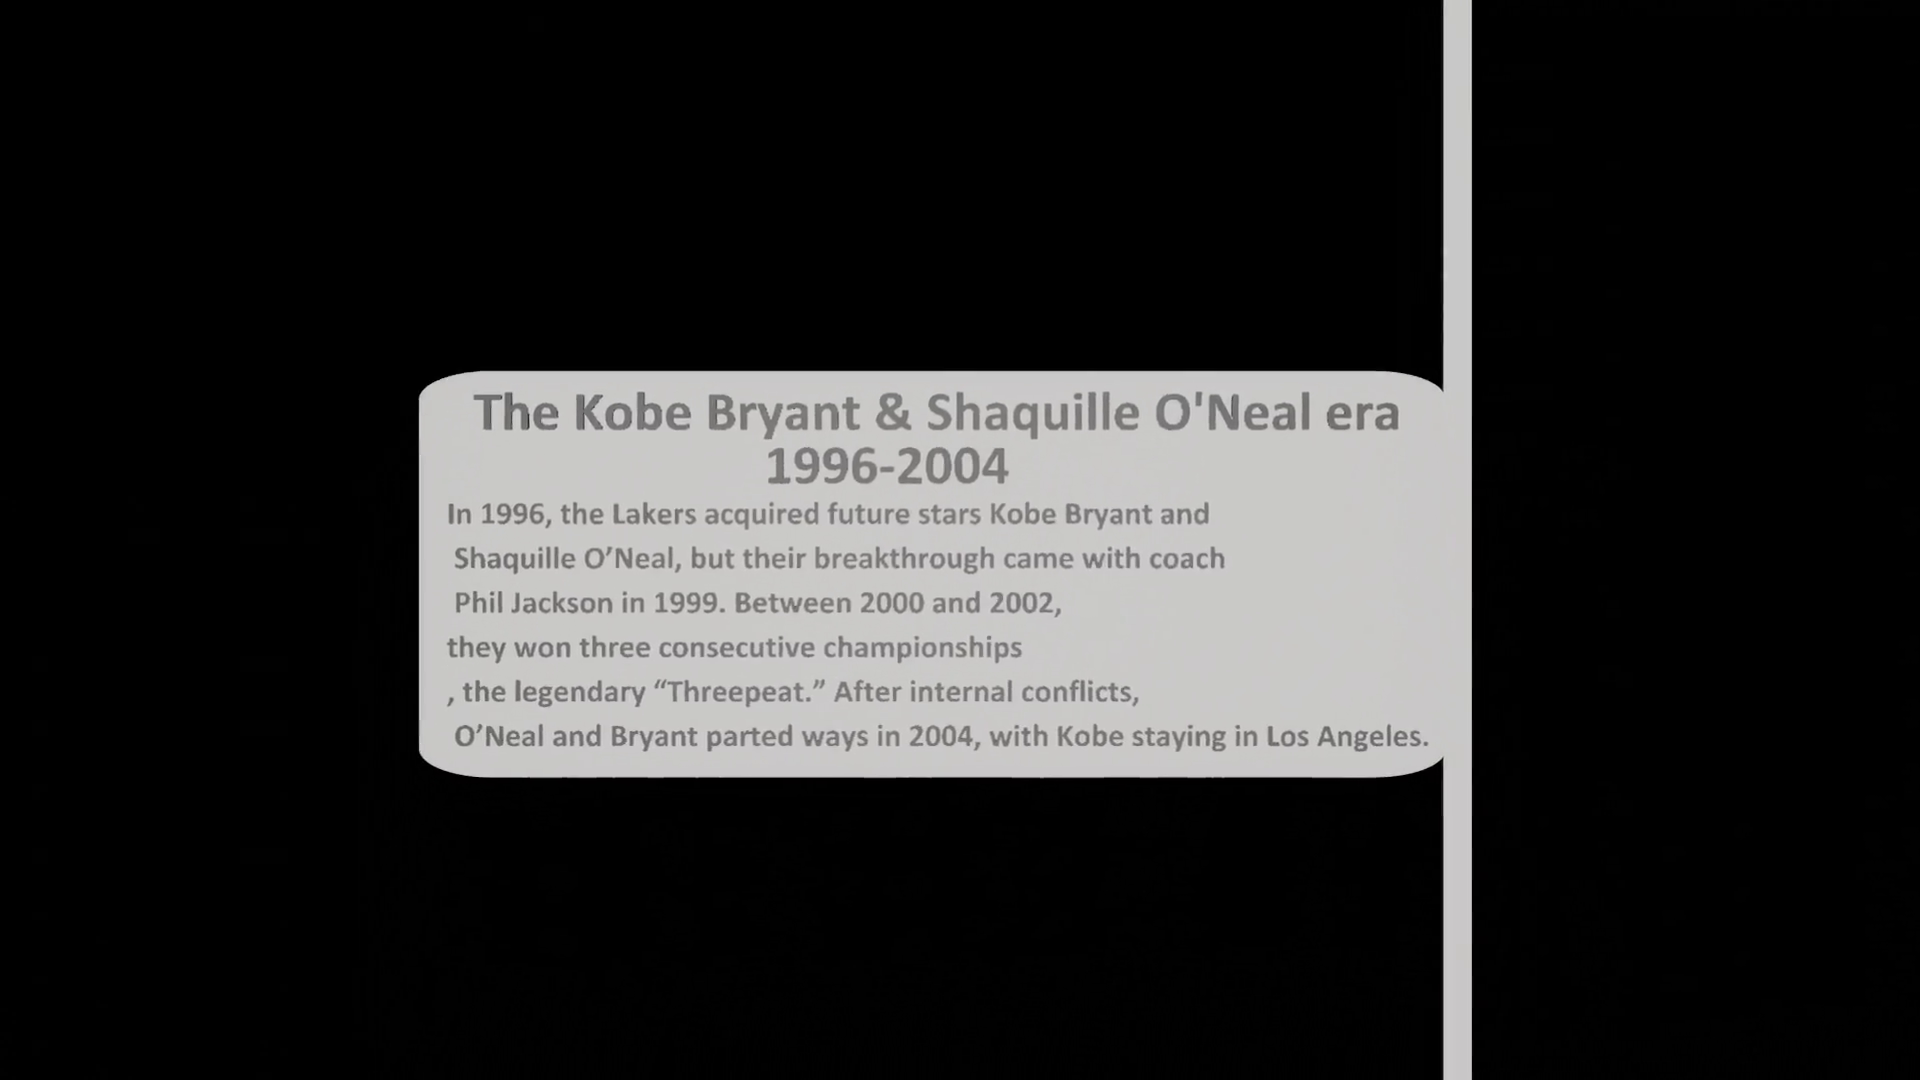 The Kobe Bryant & Shaquille O'Neal era
1996-2004
In 1996, the Lakers acquired future stars Kobe Bryant and
Shaquille O’Neal, but their breakthrough came with coach
Phil Jackson in 1999. Between 2000 and 2002,
they won three consecutive championships
, the legendary “Threepeat.” After internal conflicts,
O’Neal and Bryant parted ways in 2004, with Kobe staying in Los Angeles.